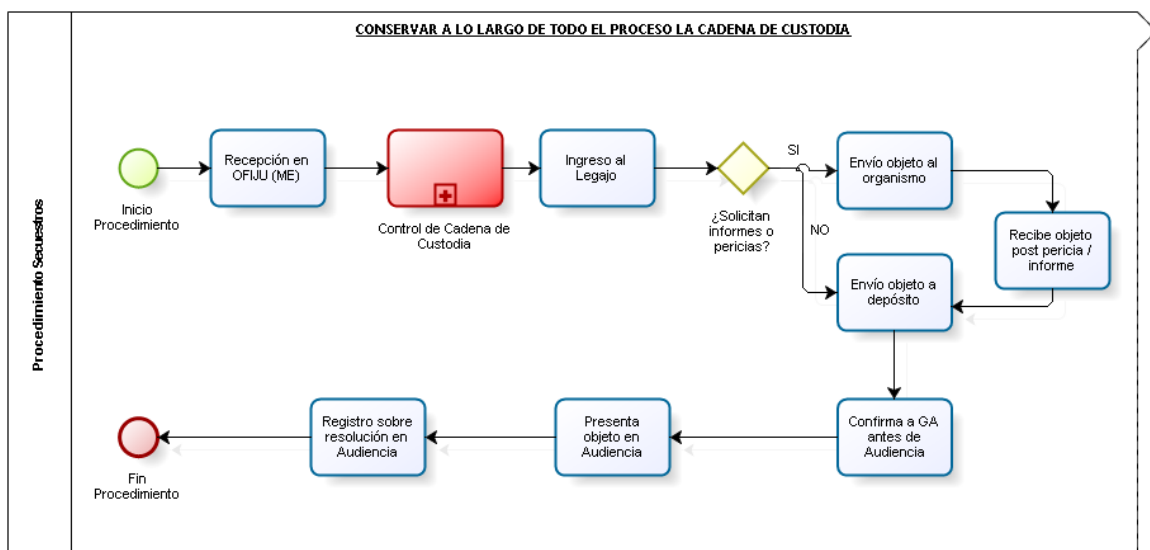 CONSERVAR A LO LARGO DE TODO EL PROCESO LA CADENA DE CUSTODIA
Procedimiento Secuestros
Inicio
Procedimiento
Recepción en
OFIJU (ME)
Control de Cadena de
Custodia
Ingreso al
Legajo
¿Solicitan
informes o
pericias?
SI
NO
Envío objeto al
organismo
Recibe objeto
post pericia /
informe
Envío objeto a
depósito
Confirma a GA
antes de
Audiencia
Presenta
objeto en
Audiencia
Registro sobre
resolución en
Audiencia
Fin
Procedimiento